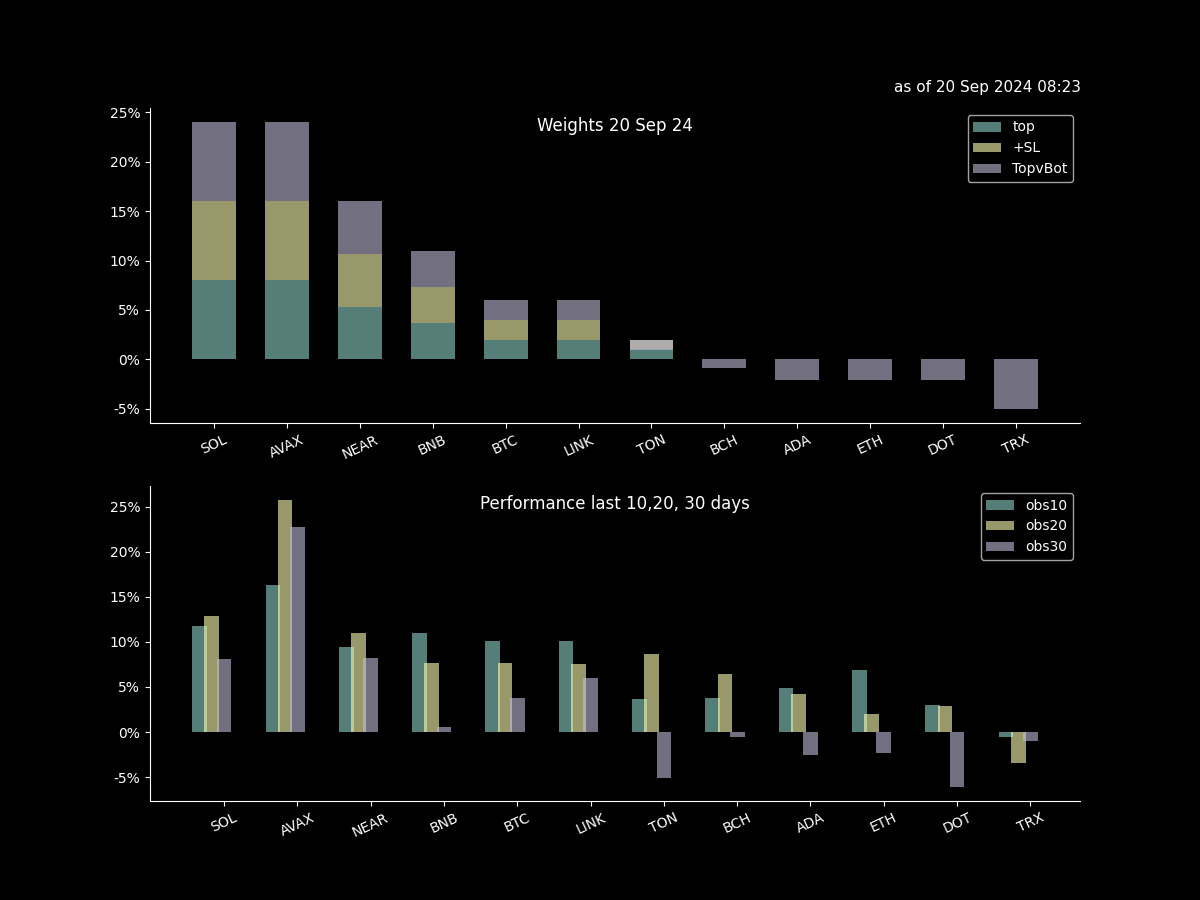 as of 20 Sep 2024 08:23
Weights 20 Sep 24
top
+SL
TopvBot
25%
20%
15%
10%
5%
0%
-5%
SOL AVAX NEAR BNB BTC LINK TON BCH ADA ETH DOT TRX
Performance last 10,20, 30 days
obs10
obs20
obs30
25%
20%
15%
10%
5%
0%
-5%
SOL AVAX NEAR BNB BTC LINK TON BCH ADA ETH DOT TRX